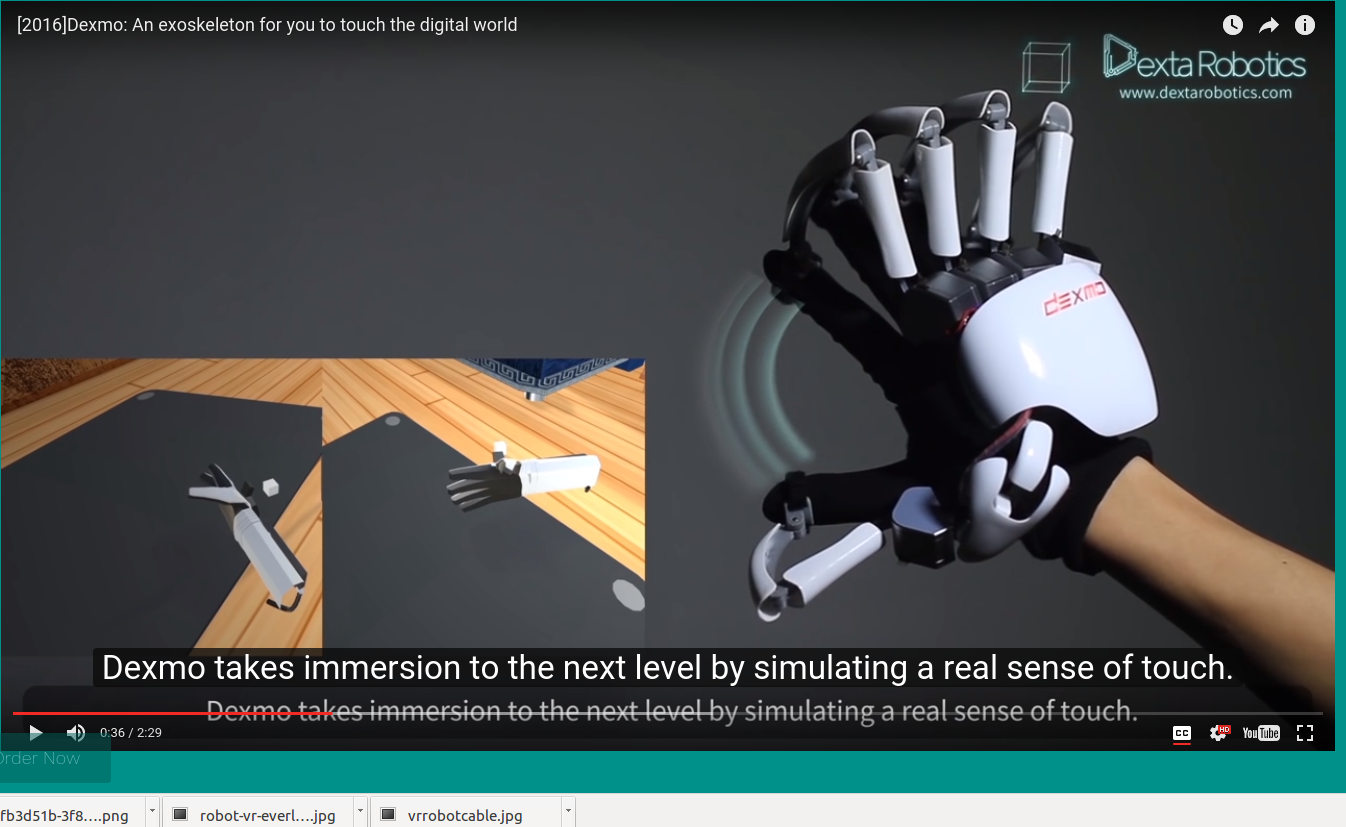 [2016]Dexmo: An exoskeleton for you to touch the digital world
Dexta Robotics
www.dextarobotics.com
dexmo
Dexmo takes immersion to the next level by simulating a real sense of touch.
Dexmo takes immersion to the next level by simulating a real sense of touch.
0:36 / 2:29
CC
HD
YouTube
Order Now
fb3d51b-3f8....png
robot-vr-everl....jpg
vrrobotcable.jpg